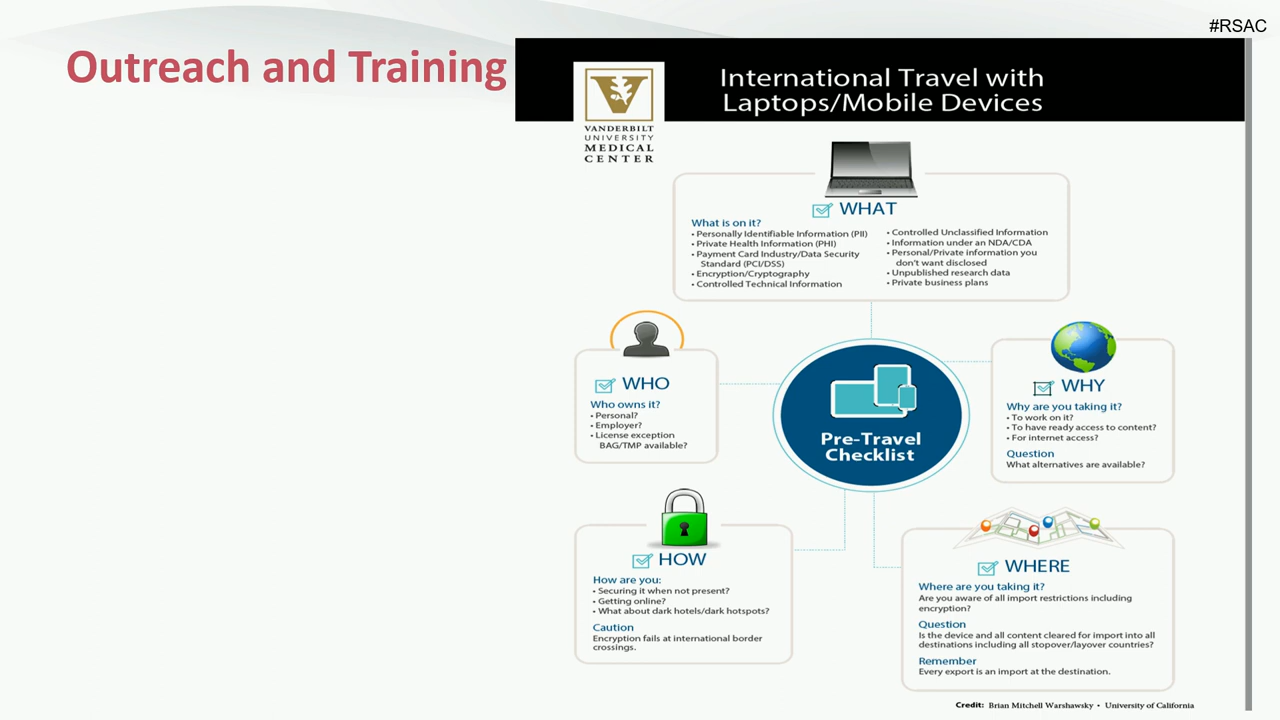 #RSAC
Outreach and Training
International Travel with
Laptops/Mobile Devices
V
VANDERBILT
UNIVERSITY
MEDICAL
CENTER
WHAT
What is on it?
• Personally Identifiable Information (PII)
• Private Health Information (PHI)
• Payment Card Industry/Data Security
Standard (PCI/DSS)
• Encryption/Cryptography
• Controlled Technical Information
• Controlled Unclassified Information
• Information under an NDA/CDA
• Personal/Private information you
don't want disclosed
• Unpublished research data
• Private business plans
WHO
Who owns it?
• Personal?
• Employer?
• License exception
BAG/TMP available?
Pre-Travel
Checklist
WHY
Why are you taking it?
• To work on it?
• To have ready access to content?
• For internet access?
Question
What alternatives are available?
HOW
How are you:
• Securing it when not present?
• Getting online?
• What about dark hotels/dark hotspots?
Caution
Encryption fails at international border
crossings.
WHERE
Where are you taking it?
Are you aware of all import restrictions including
encryption?
Question
Is the device and all content cleared for import into all
destinations including all stopover/layover countries?
Remember
Every export is an import at the destination.
Credit: Brian Mitchell Warshawsky • University of California